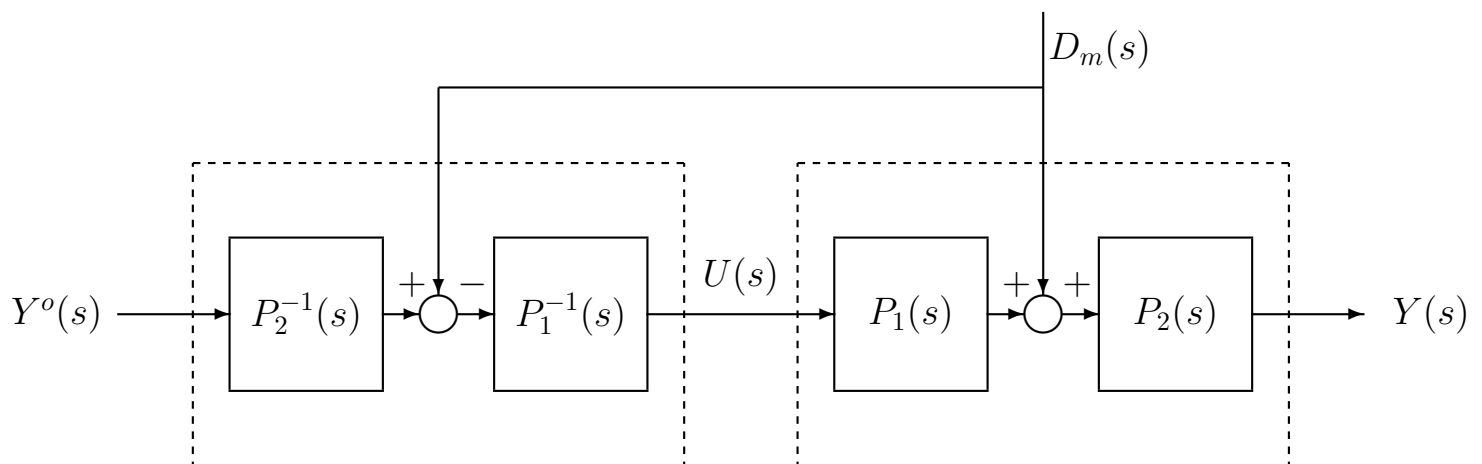 D_m(s)
U(s)
+ − + +
Y^o(s) P_2^{-1}(s) P_1^{-1}(s) P_1(s) P_2(s) Y(s)